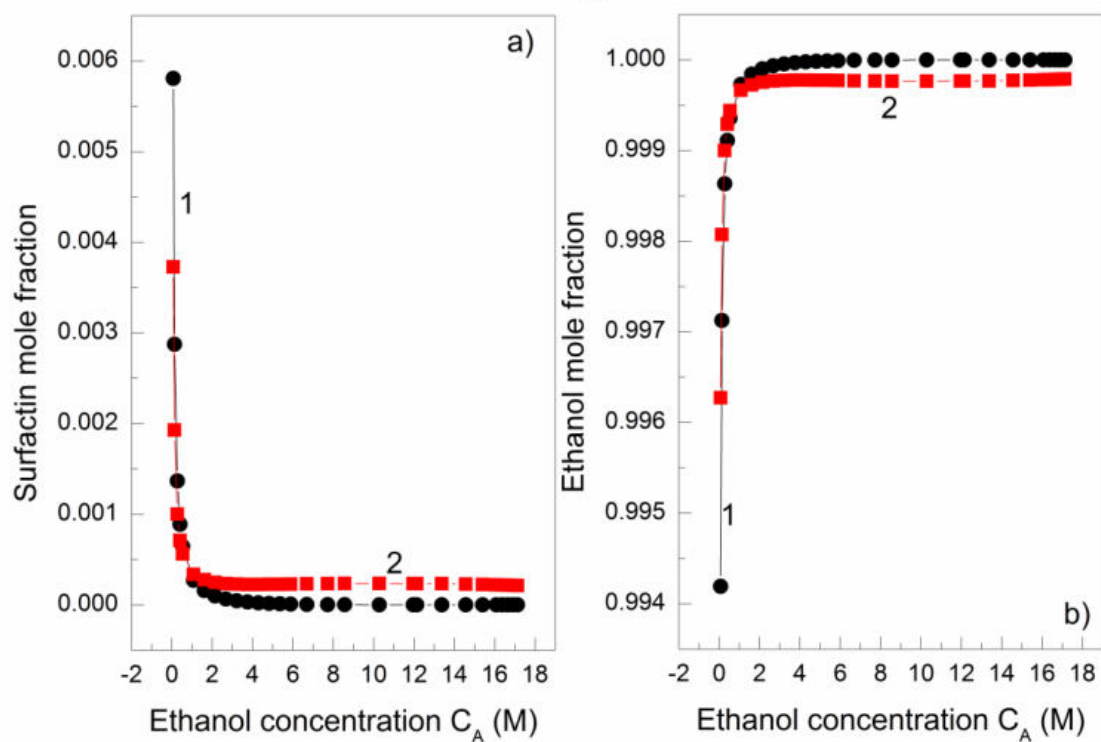 a)
Surfactin mole fraction
0.006
0.005
0.004
0.003
0.002
0.001
0.000
1
2
-2 0 2 4 6 8 10 12 14 16 18
Ethanol concentration C_A (M)
Ethanol mole fraction
1.000
0.999
0.998
0.997
0.996
0.995
0.994
2
1
b)
-2 0 2 4 6 8 10 12 14 16 18
Ethanol concentration C_A (M)